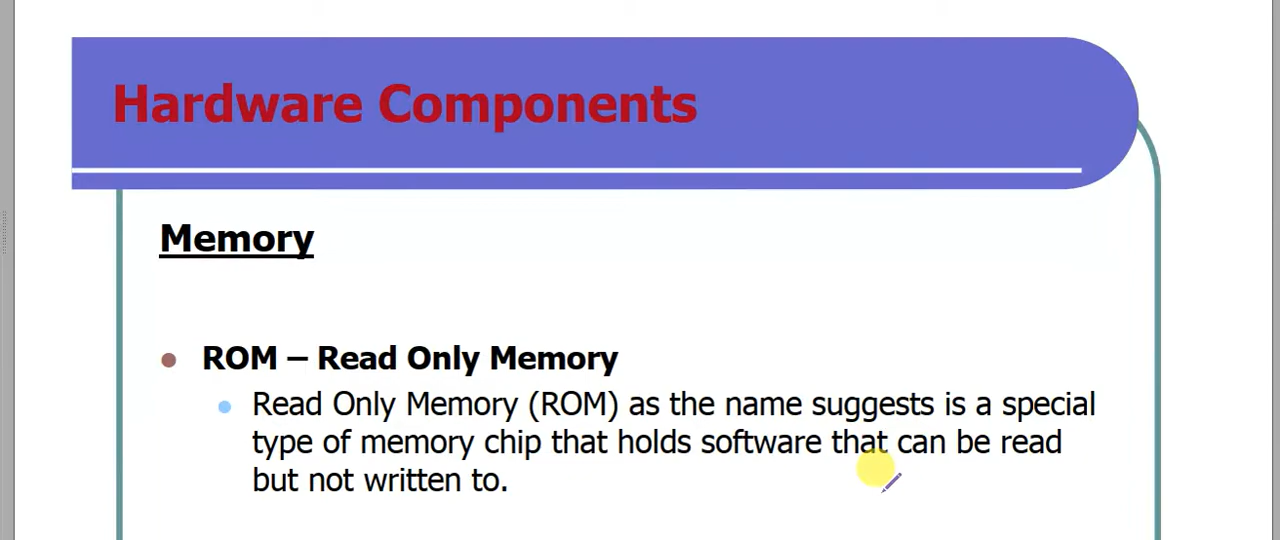 Hardware Components
Memory
ROM – Read Only Memory
Read Only Memory (ROM) as the name suggests is a special
type of memory chip that holds software that can be read
but not written to.